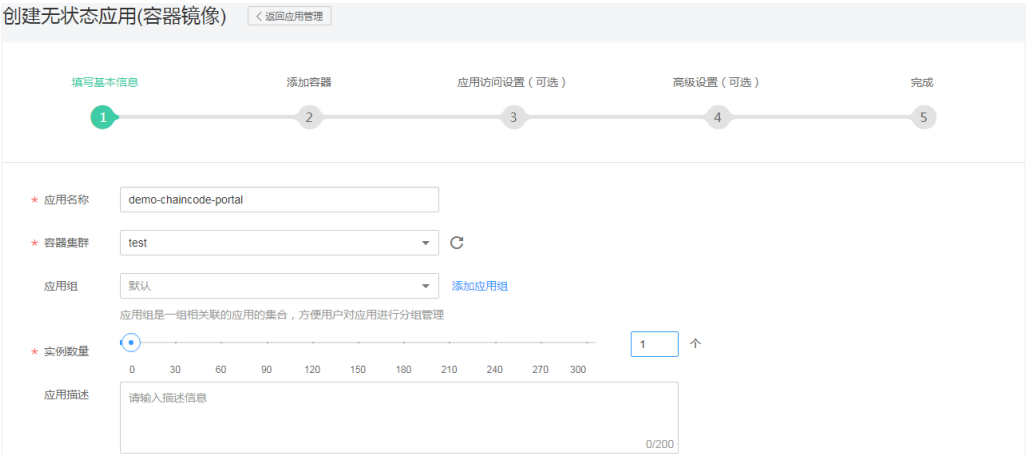 创建无状态应用(容器镜像) < 返回应用管理
填写基本信息 添加容器 应用访问设置(可选) 高级设置(可选) 完成
1 2 3 4 5
* 应用名称 demo-chaincode-portal
* 容器集群 test
应用组 默认 添加应用组
应用组是一组相关联的应用的集合,方便用户对应用进行分组管理
* 实例数量 1 个
0 30 60 90 120 150 180 210 240 270 300
应用描述 请输入描述信息
0/200